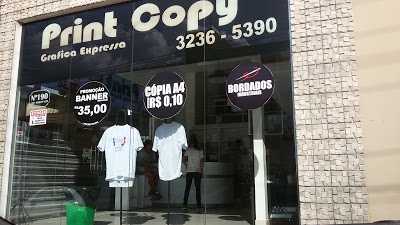 Print Copy
Grafica Expressa
3236 - 5390
Nº190
PROMOÇÃO
BANNER
R$
35,00
CÓPIA A4
R$ 0,10
BORDADOS